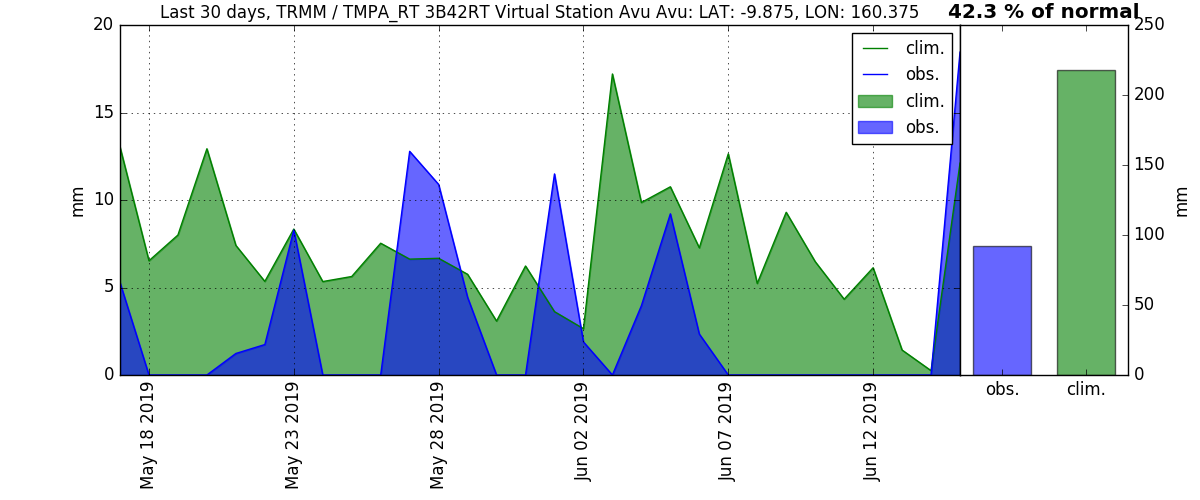 Last 30 days, TRMM / TMPA_RT 3B42RT Virtual Station Avu Avu: LAT: -9.875, LON: 160.375
42.3 % of normal
20
15
10
5
0
mm
clim.
obs.
clim.
obs.
250
200
150
100
50
0
mm
May 18 2019
May 23 2019
May 28 2019
Jun 02 2019
Jun 07 2019
Jun 12 2019
obs.
clim.